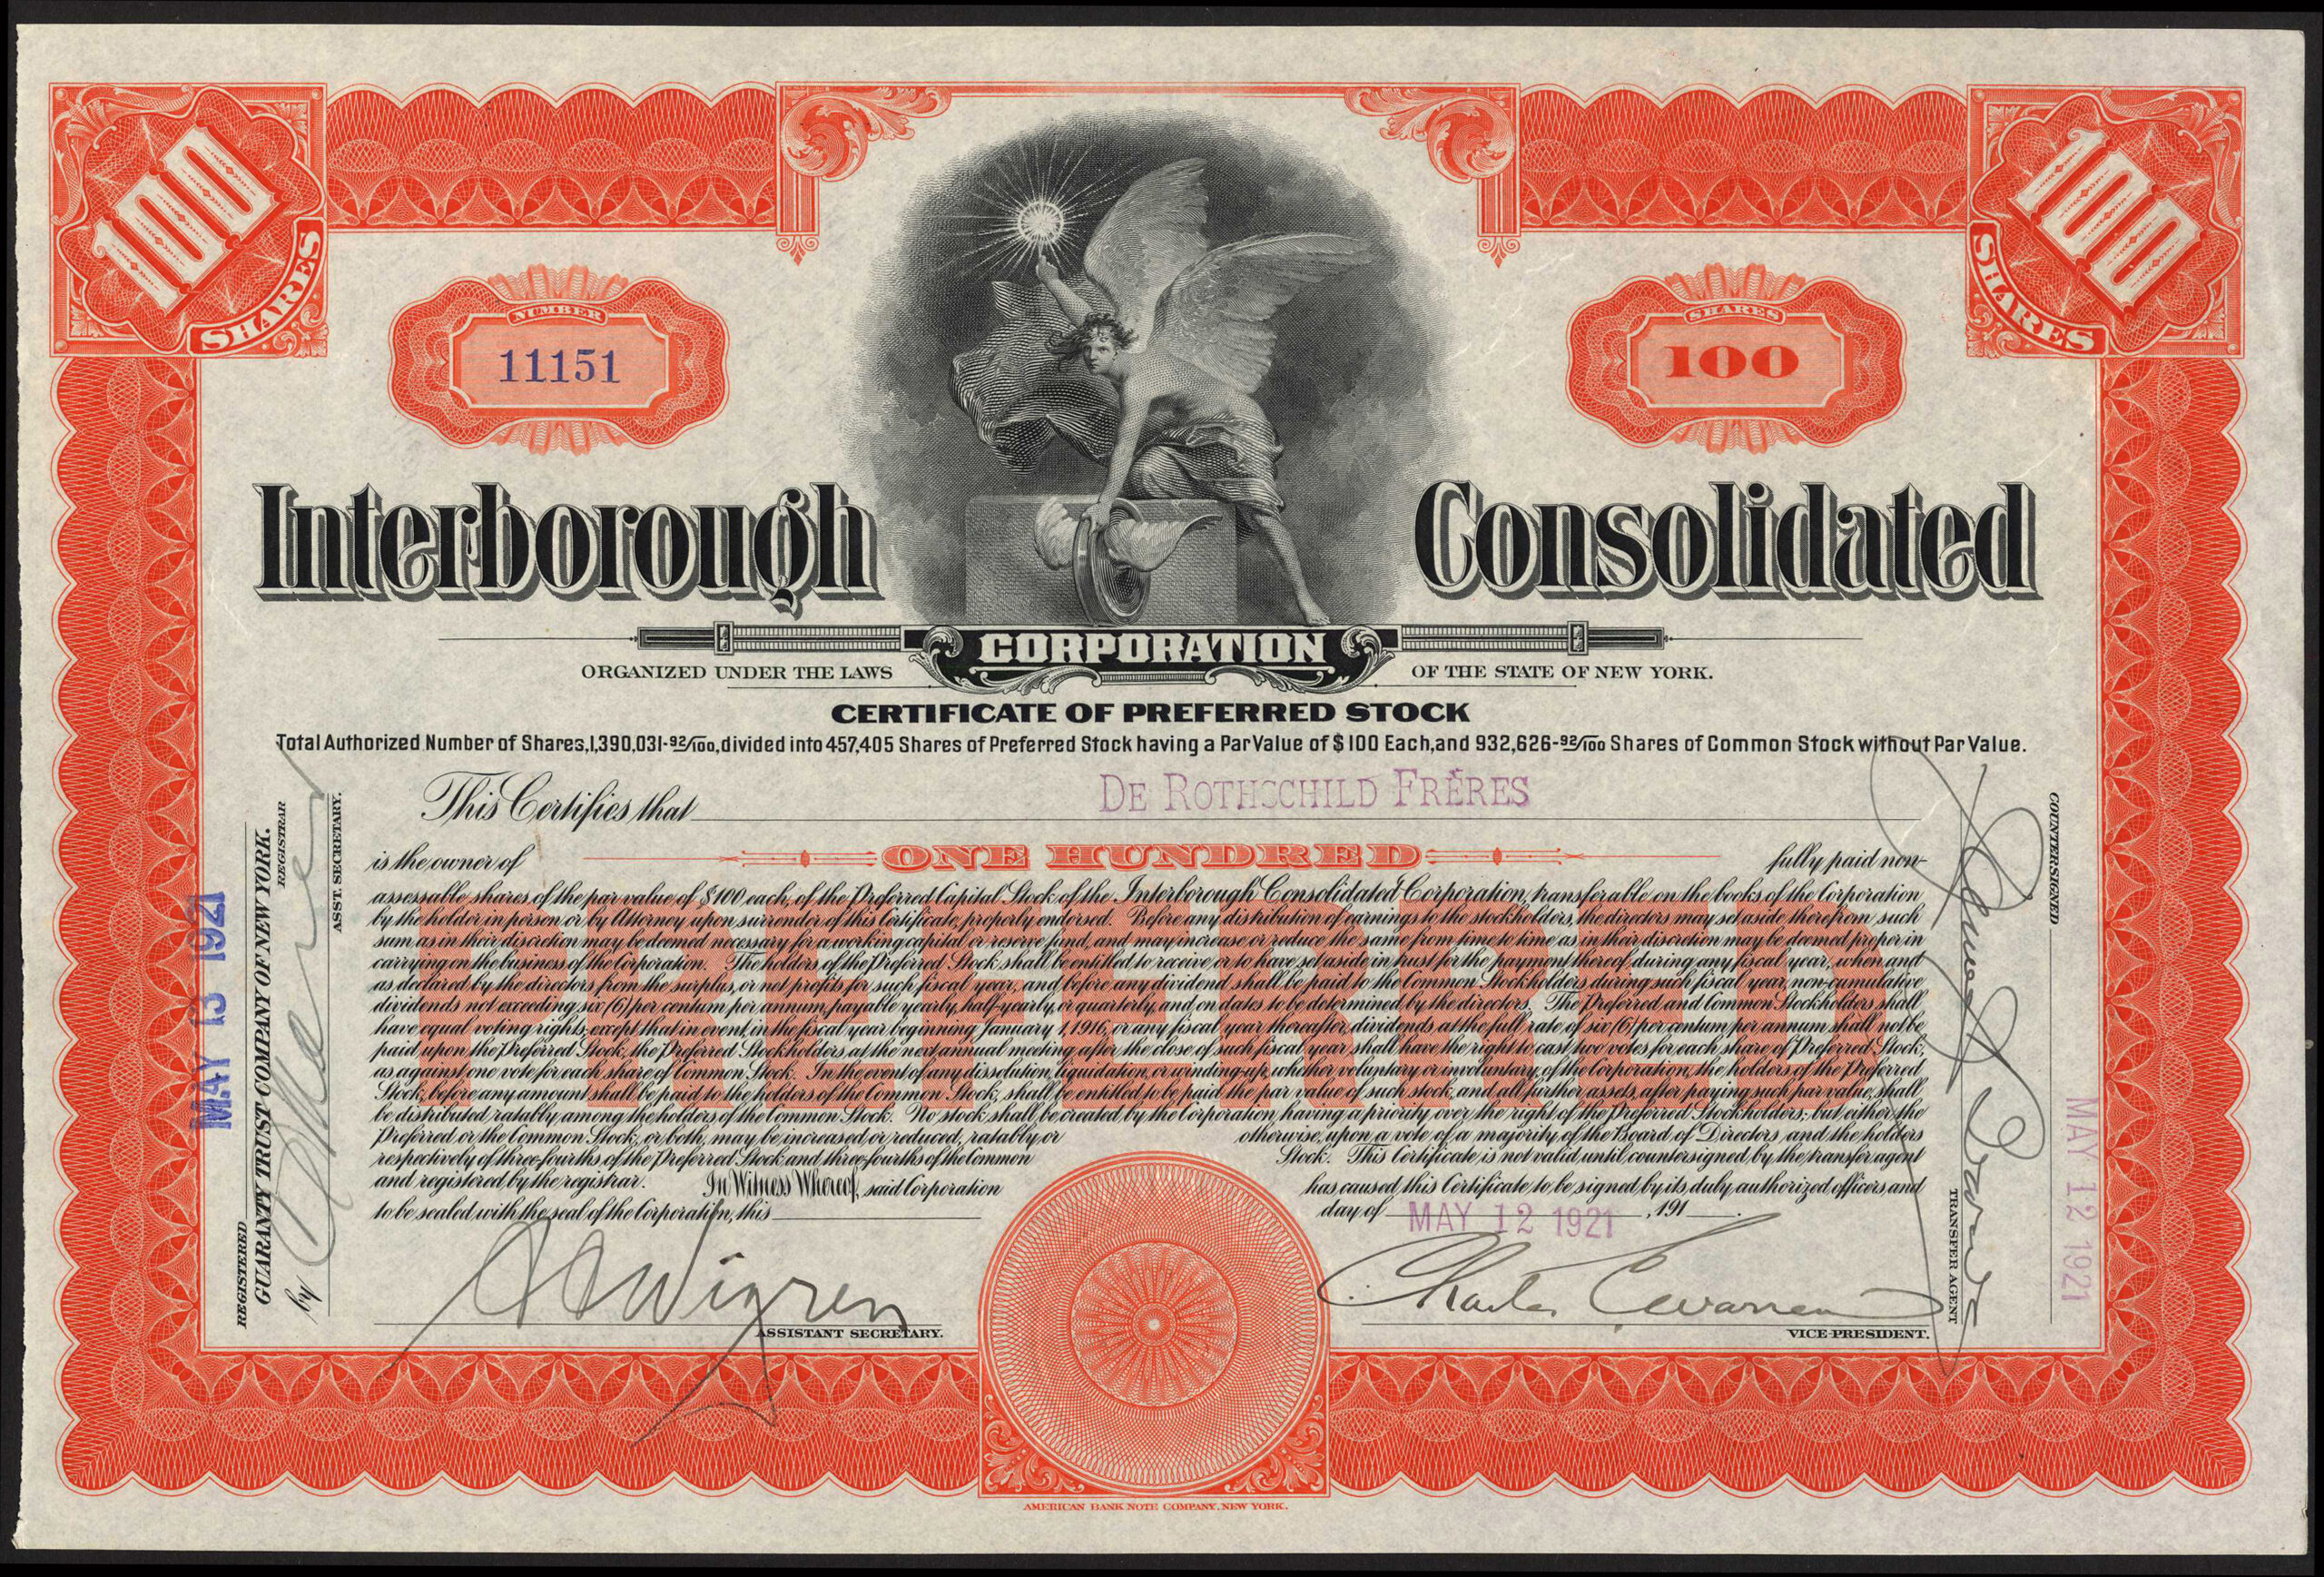 100
SHARES
100
SHARES
NUMBER
11151
SHARES
100
Interborough Consolidated
CORPORATION
ORGANIZED UNDER THE LAWS OF THE STATE OF NEW YORK.
CERTIFICATE OF PREFERRED STOCK
Total Authorized Number of Shares, 1,390,031-92/100, divided into 457,405 Shares of Preferred Stock having a Par Value of $100 Each, and 932,626-92/100 Shares of Common Stock without Par Value.
This Certifies that DE ROTHSCHILD FRÈRES
is the owner of ONE HUNDRED fully paid non-
assessable shares of the par value of $100 each, of the Preferred Capital Stock of the Interborough Consolidated Corporation, transferable on the books of the Corporation
by the holder in person or by Attorney upon surrender of this Certificate, properly endorsed. Before any distribution of earnings to the stockholders, the directors may set aside therefrom such
sum as in their discretion may be deemed necessary for a working capital or reserve fund, and may increase or reduce the same from time to time as in their discretion may be deemed proper in
carrying on the business of the Corporation. The holders of the Preferred Stock shall be entitled to receive, or to have set aside in trust for the payment thereof during any fiscal year, when and
as declared by the directors from the surplus, or net profits for such fiscal year, and before any dividend shall be paid to the Common Stockholders during such fiscal year, non-cumulative
dividends not exceeding six (6) per centum per annum, payable yearly, half-yearly, or quarterly, and on dates to be determined by the directors. The Preferred and Common Stockholders shall
have equal voting rights, except that in event, in the fiscal year beginning January 1, 1916, or any fiscal year thereafter, dividends at the full rate of six (6) per centum per annum shall not be
paid upon the Preferred Stock, the Preferred Stockholders at the next annual meeting after the close of such fiscal year shall have the right to cast two votes for each share of Preferred Stock,
as against one vote for each share of Common Stock. In the event of any dissolution, liquidation, or winding-up, whether voluntary or involuntary, of the Corporation, the holders of the Preferred
Stock, before any amount shall be paid to the holders of the Common Stock, shall be entitled to be paid the par value of such stock, and all further assets, after paying such par value, shall
be distributed ratably among the holders of the Common Stock. No stock shall be created by the Corporation having a priority over the right of the Preferred Stockholders; but either the
Preferred or the Common Stock, or both, may be increased or reduced, ratably or otherwise, upon a vote of a majority of the Board of Directors and the holders
respectively of three-fourths of the Preferred Stock and three-fourths of the Common Stock. This Certificate is not valid until countersigned by the transfer agent
and registered by the registrar. In Witness Whereof, said Corporation has caused this Certificate to be signed by its duly authorized officers, and
to be sealed with the seal of the Corporation, this day of MAY 12 1921, 191
ASSISTANT SECRETARY.
Charles
VICE-PRESIDENT.
MAY 13 1921
REGISTERED
GUARANTY TRUST COMPANY OF NEW YORK.
REGISTRAR
by
ASST. SECRETARY.
COUNTERSIGNED
TRANSFER AGENT
MAY 12 1921
AMERICAN BANK NOTE COMPANY, NEW YORK.